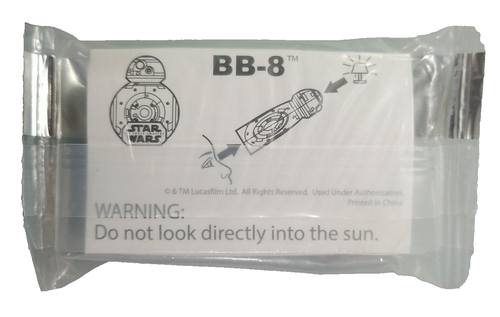 BB-8™
STAR
WARS
© & TM Lucasfilm Ltd. All Rights Reserved. Used Under Authorization.
Printed in China
WARNING:
Do not look directly into the sun.